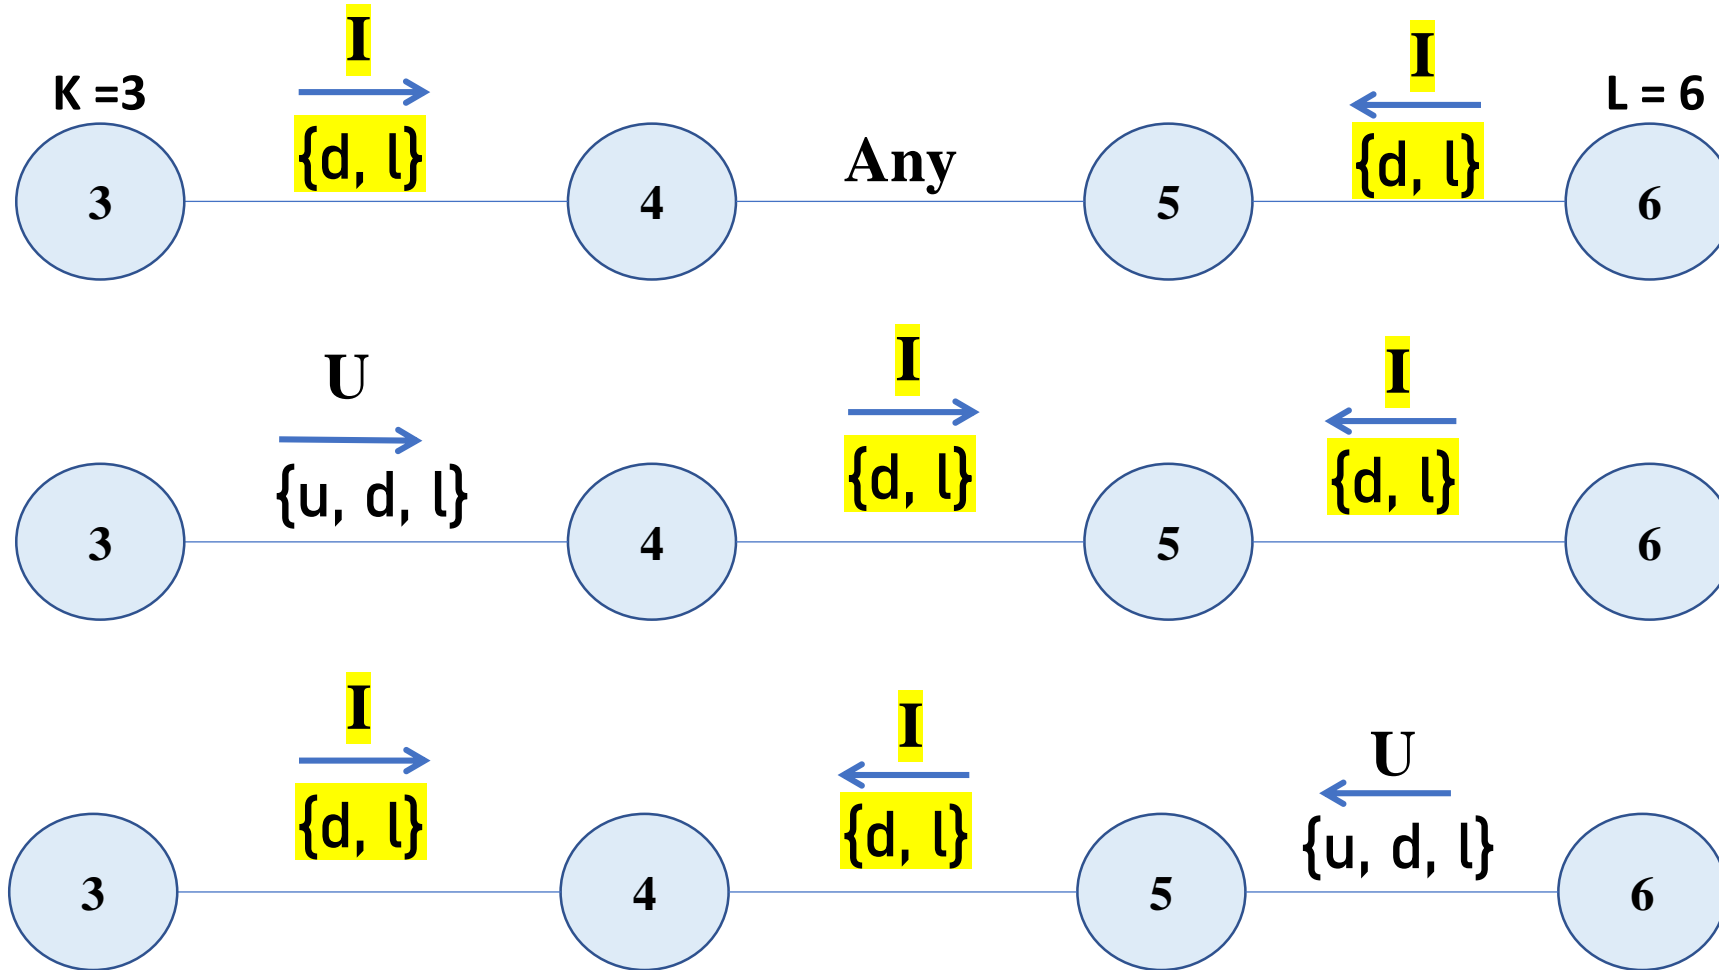 I I
K =3 L = 6
{d, l} Any {d, l}
3 4 5 6
U I I
{u, d, l} {d, l} {d, l}
3 4 5 6
I I U
{d, l} {d, l} {u, d, l}
3 4 5 6